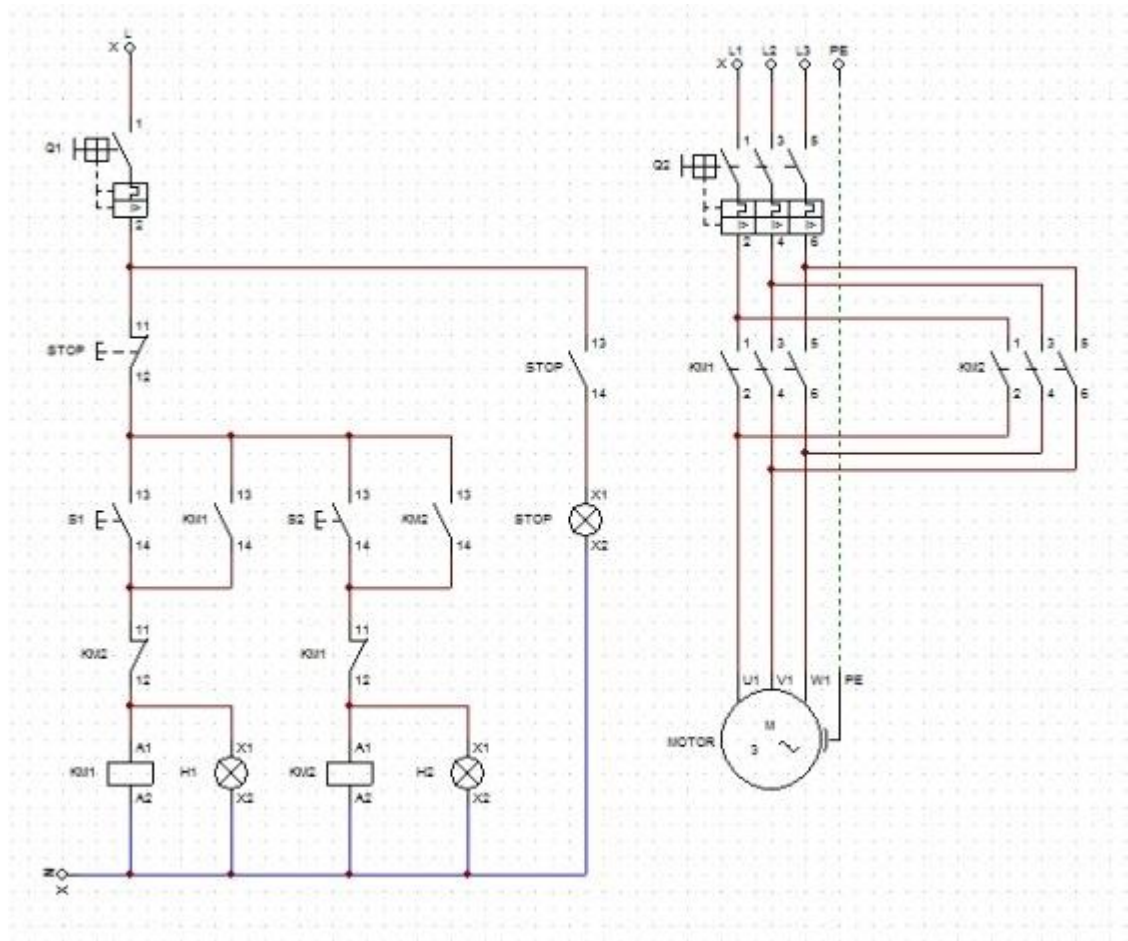 L
X
1
Q1
2
11
STOP
12
13
STOP
14
13 13 13 13
S1 KM1 S2 KM2
14 14 14 14
X1
STOP
X2
11 11
KM2 KM1
12 12
A1 X1 A1 X1
KM1 H1 KM2 H2
A2 X2 A2 X2
N
X
L1 L2 L3 PE
X
1 3 5
Q2
I> I> I>
2 4 6
1 3 5 1 3 5
KM1 KM2
2 4 6 2 4 6
U1 V1 W1 PE
M
MOTOR
3